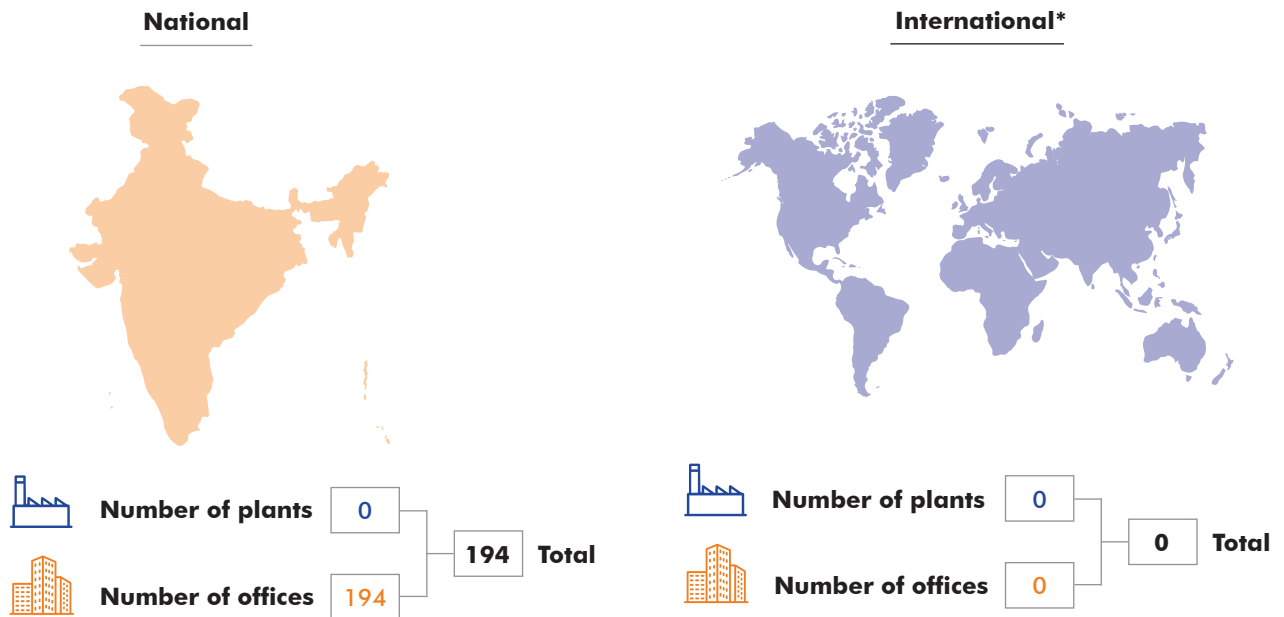 National
Number of plants 0
Number of offices 194
194 Total
International*
Number of plants 0
Number of offices 0
0 Total